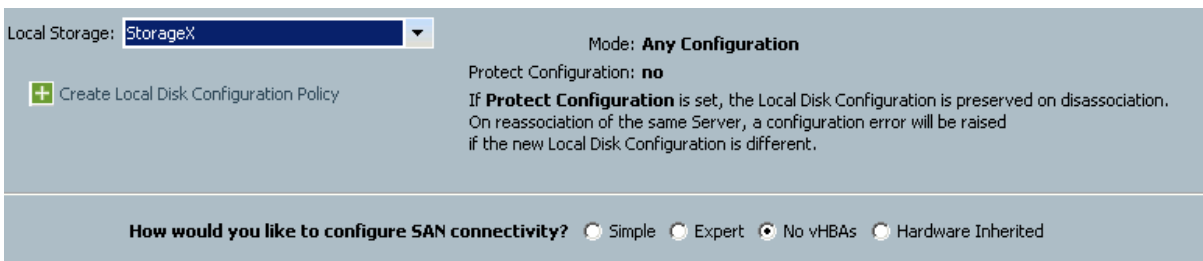 Local Storage: StorageX
Mode: Any Configuration
Protect Configuration: no
Create Local Disk Configuration Policy
If Protect Configuration is set, the Local Disk Configuration is preserved on disassociation.
On reassociation of the same Server, a configuration error will be raised
if the new Local Disk Configuration is different.
How would you like to configure SAN connectivity? Simple Expert No vHBAs Hardware Inherited